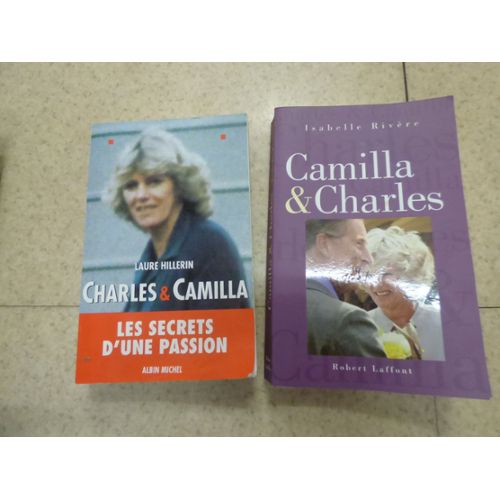 LAURE HILLERIN
CHARLES & CAMILLA
LES SECRETS
D'UNE PASSION
ALBIN MICHEL
Isabelle Rivère
Camilla
& Charles
Robert Laffont